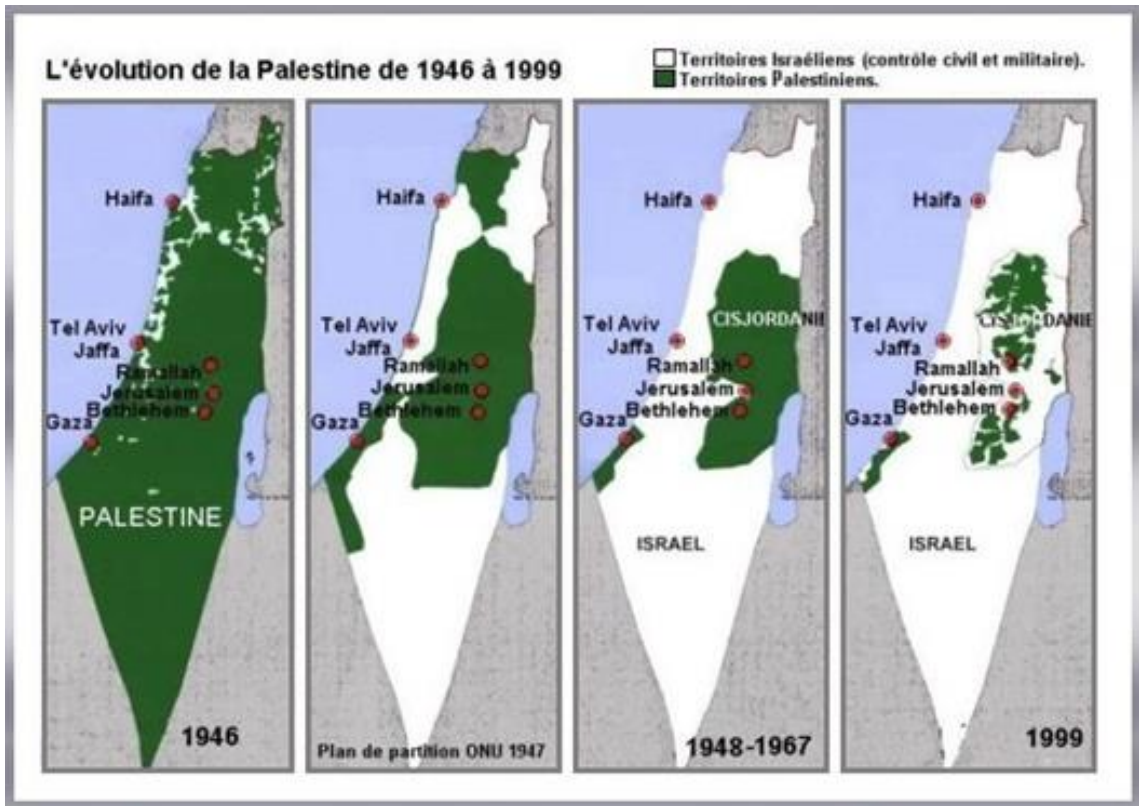 L'évolution de la Palestine de 1946 à 1999
Territoires Israéliens (contrôle civil et militaire).
Territoires Palestiniens.
Haifa
Tel Aviv
Jaffa
Ramallah
Jerusalem
Bethlehem
Gaza
PALESTINE
1946
Haifa
Tel Aviv
Jaffa
Ramallah
Jerusalem
Bethlehem
Gaza
Plan de partition ONU 1947
Haifa
CISJORDANIE
Tel Aviv
Jaffa
Ramallah
Jerusalem
Bethlehem
Gaza
ISRAEL
1948-1967
Haifa
CISJORDANIE
Tel Aviv
Jaffa
Ramallah
Jerusalem
Bethlehem
Gaza
ISRAEL
1999